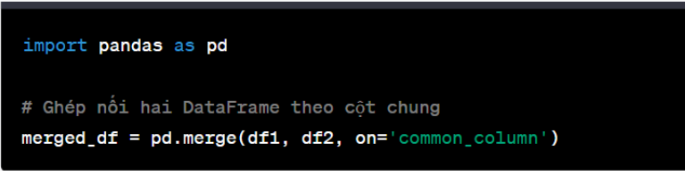 import pandas as pd
# Ghép nối hai DataFrame theo cột chung
merged_df = pd.merge(df1, df2, on='common_column')